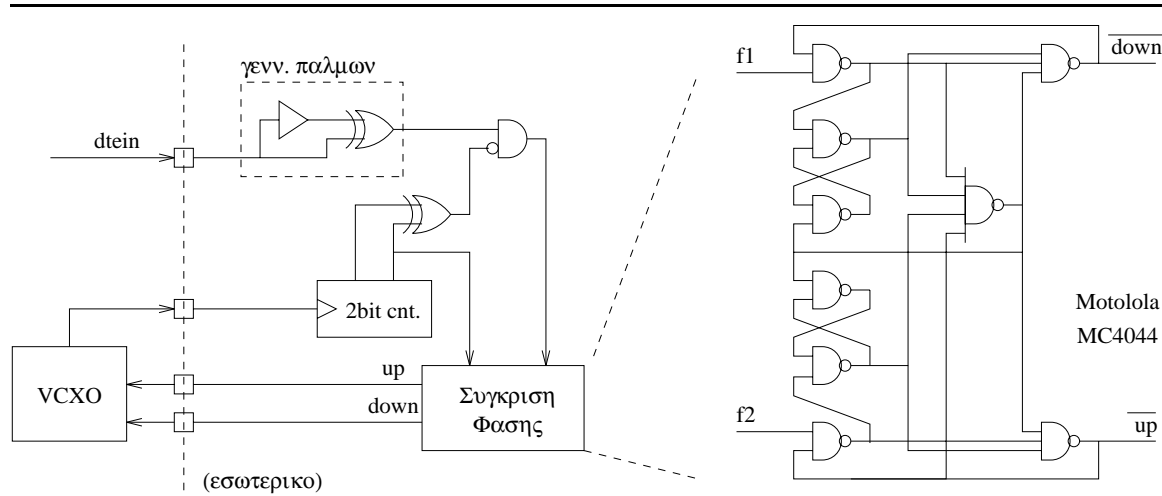 γενν. παλμων
dtein
2bit cnt.
VCXO
up
down
Συγκριση
Φασης
(εσωτερικο)
f1
down
Motolola
MC4044
f2
up